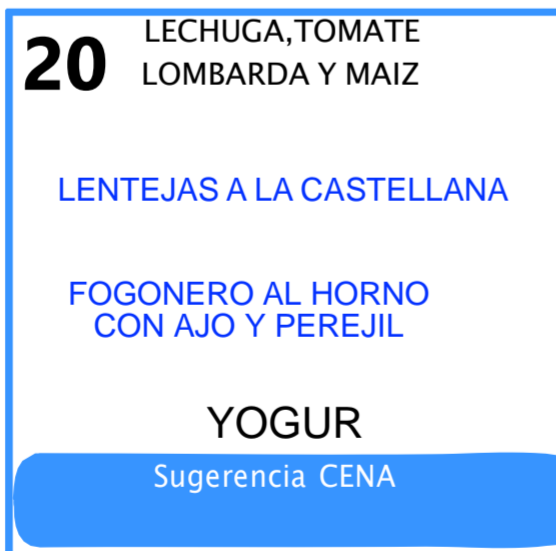 20
LECHUGA,TOMATE
LOMBARDA Y MAIZ
LENTEJAS A LA CASTELLANA
FOGONERO AL HORNO
CON AJO Y PEREJIL
YOGUR
Sugerencia CENA